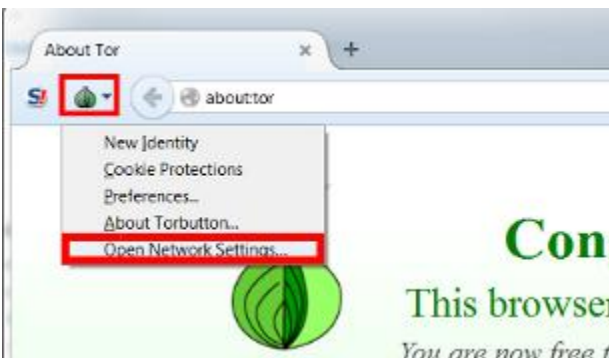 About Tor
S!
about:tor
New Identity
Cookie Protections
Preferences...
About Torbutton...
Open Network Settings...
Con
This browser
You are now free t